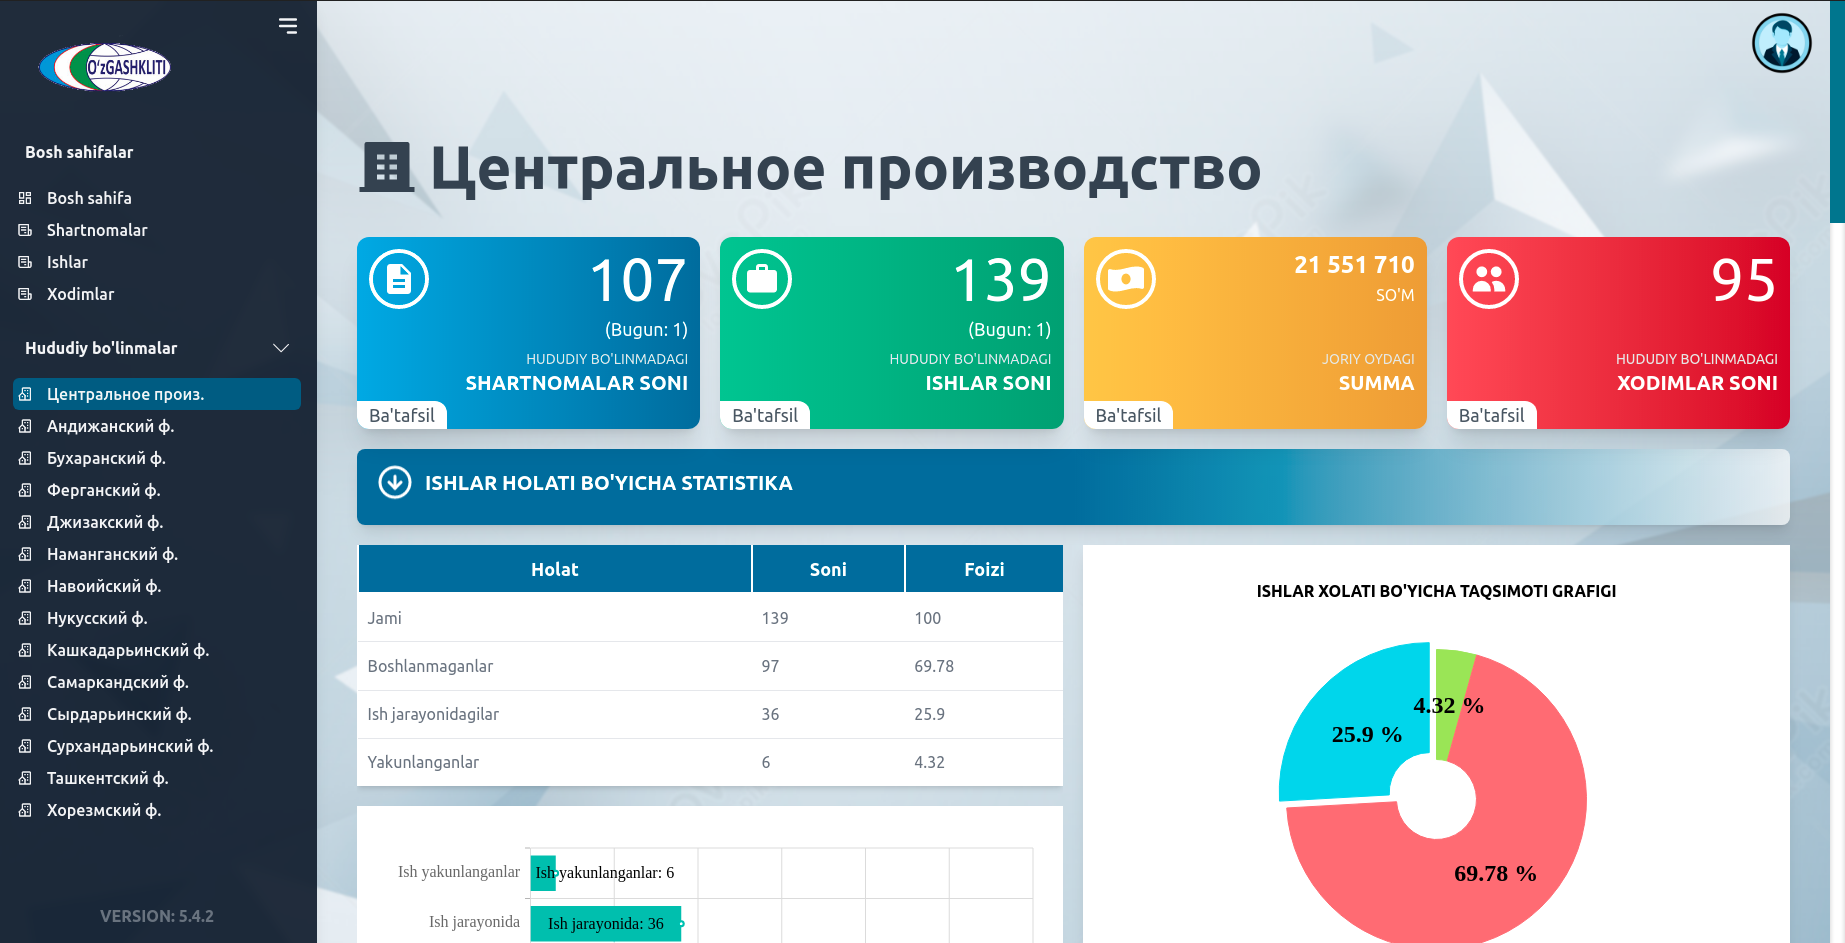 O'zGASHKLITI
Bosh sahifalar
Bosh sahifa
Shartnomalar
Ishlar
Xodimlar
Hududiy bo'linmalar
Центральное произ.
Андижанский ф.
Бухаранский ф.
Ферганский ф.
Джизакский ф.
Наманганский ф.
Навоийский ф.
Нукусский ф.
Кашкадарьинский ф.
Самаркандский ф.
Сырдарьинский ф.
Сурхандарьинский ф.
Ташкентский ф.
Хорезмский ф.
VERSION: 5.4.2
Центральное производство
107
(Bugun: 1)
HUDUDIY BO'LINMADAGI
SHARTNOMALAR SONI
Ba'tafsil
139
(Bugun: 1)
HUDUDIY BO'LINMADAGI
ISHLAR SONI
Ba'tafsil
21 551 710
SO'M
JORIY OYDAGI
SUMMA
Ba'tafsil
95
HUDUDIY BO'LINMADAGI
XODIMLAR SONI
Ba'tafsil
ISHLAR HOLATI BO'YICHA STATISTIKA
Holat Soni Foizi
Jami 139 100
Boshlanmaganlar 97 69.78
Ish jarayonidagilar 36 25.9
Yakunlanganlar 6 4.32
Ish yakunlanganlar Ish yakunlanganlar: 6
Ish jarayonida Ish jarayonida: 36
ISHLAR XOLATI BO'YICHA TAQSIMOTI GRAFIGI
4.32 %
25.9 %
69.78 %